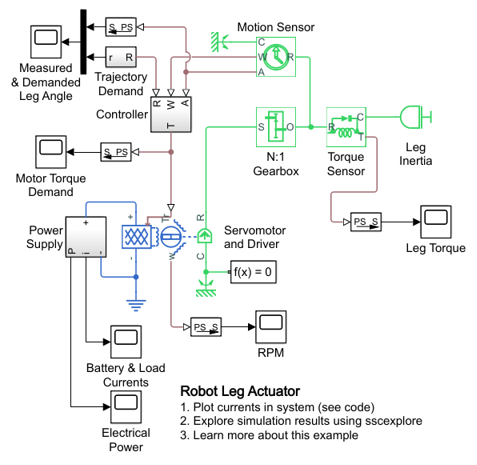 Motion Sensor
S PS
C
W
R
A
r R
Measured
& Demanded
Leg Angle
Trajectory
Demand
R
W
A
Controller
T
S
O
R
C
T
N:1
Gearbox
Torque
Sensor
Leg
Inertia
S PS
Motor Torque
Demand
PS S
Leg Torque
Power
Supply
+
P
i
-
+
-
Tr
w
R
C
Servomotor
and Driver
f(x) = 0
PS S
RPM
Battery & Load
Currents
Electrical
Power
Robot Leg Actuator
1. Plot currents in system (see code)
2. Explore simulation results using sscexplore
3. Learn more about this example